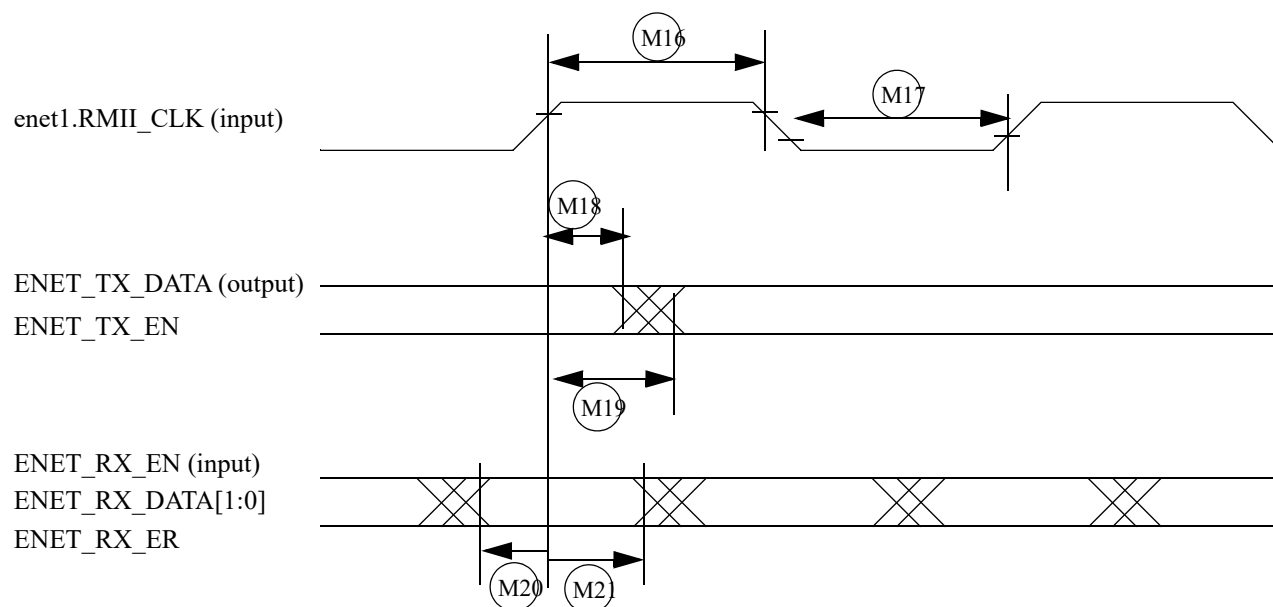 M16
enet1.RMII_CLK (input)
M17
M18
ENET_TX_DATA (output)
ENET_TX_EN
M19
ENET_RX_EN (input)
ENET_RX_DATA[1:0]
ENET_RX_ER
M20
M21